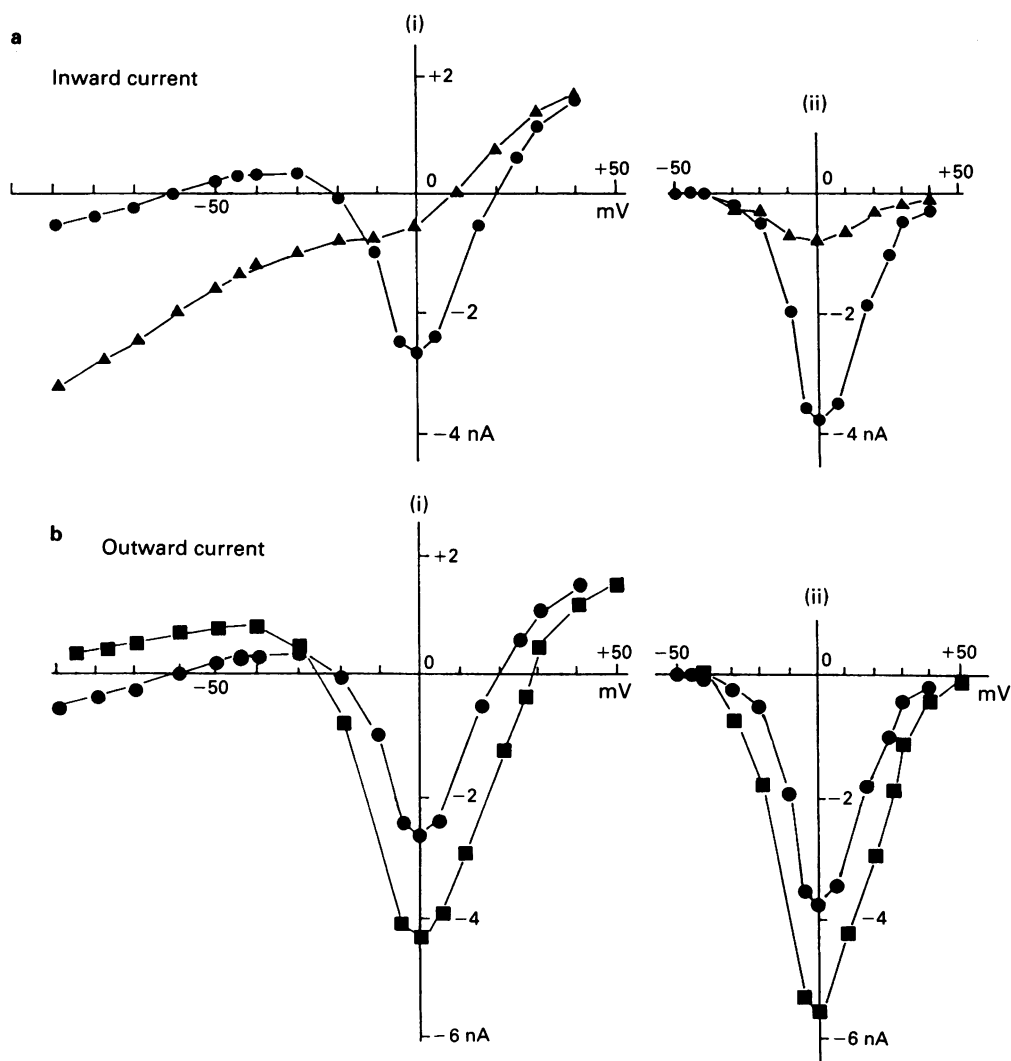 a
Inward current
(i)
+2
-50
0
+50
mV
-2
-4 nA
(ii)
-50
0
+50
mV
-2
-4 nA
b
Outward current
(i)
+2
-50
0
+50
mV
-2
-4
-6 nA
(ii)
-50
0
+50
mV
-2
-4
-6 nA